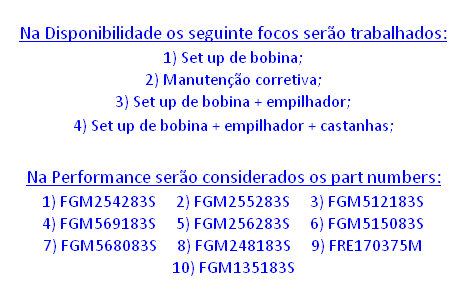 Na Disponibilidade os seguinte focos serão trabalhados:
1) Set up de bobina;
2) Manutenção corretiva;
3) Set up de bobina + empilhador;
4) Set up de bobina + empilhador + castanhas;
Na Performance serão considerados os part numbers:
1) FGM254283S 2) FGM255283S 3) FGM512183S
4) FGM569183S 5) FGM256283S 6) FGM515083S
7) FGM568083S 8) FGM248183S 9) FRE170375M
10) FGM135183S